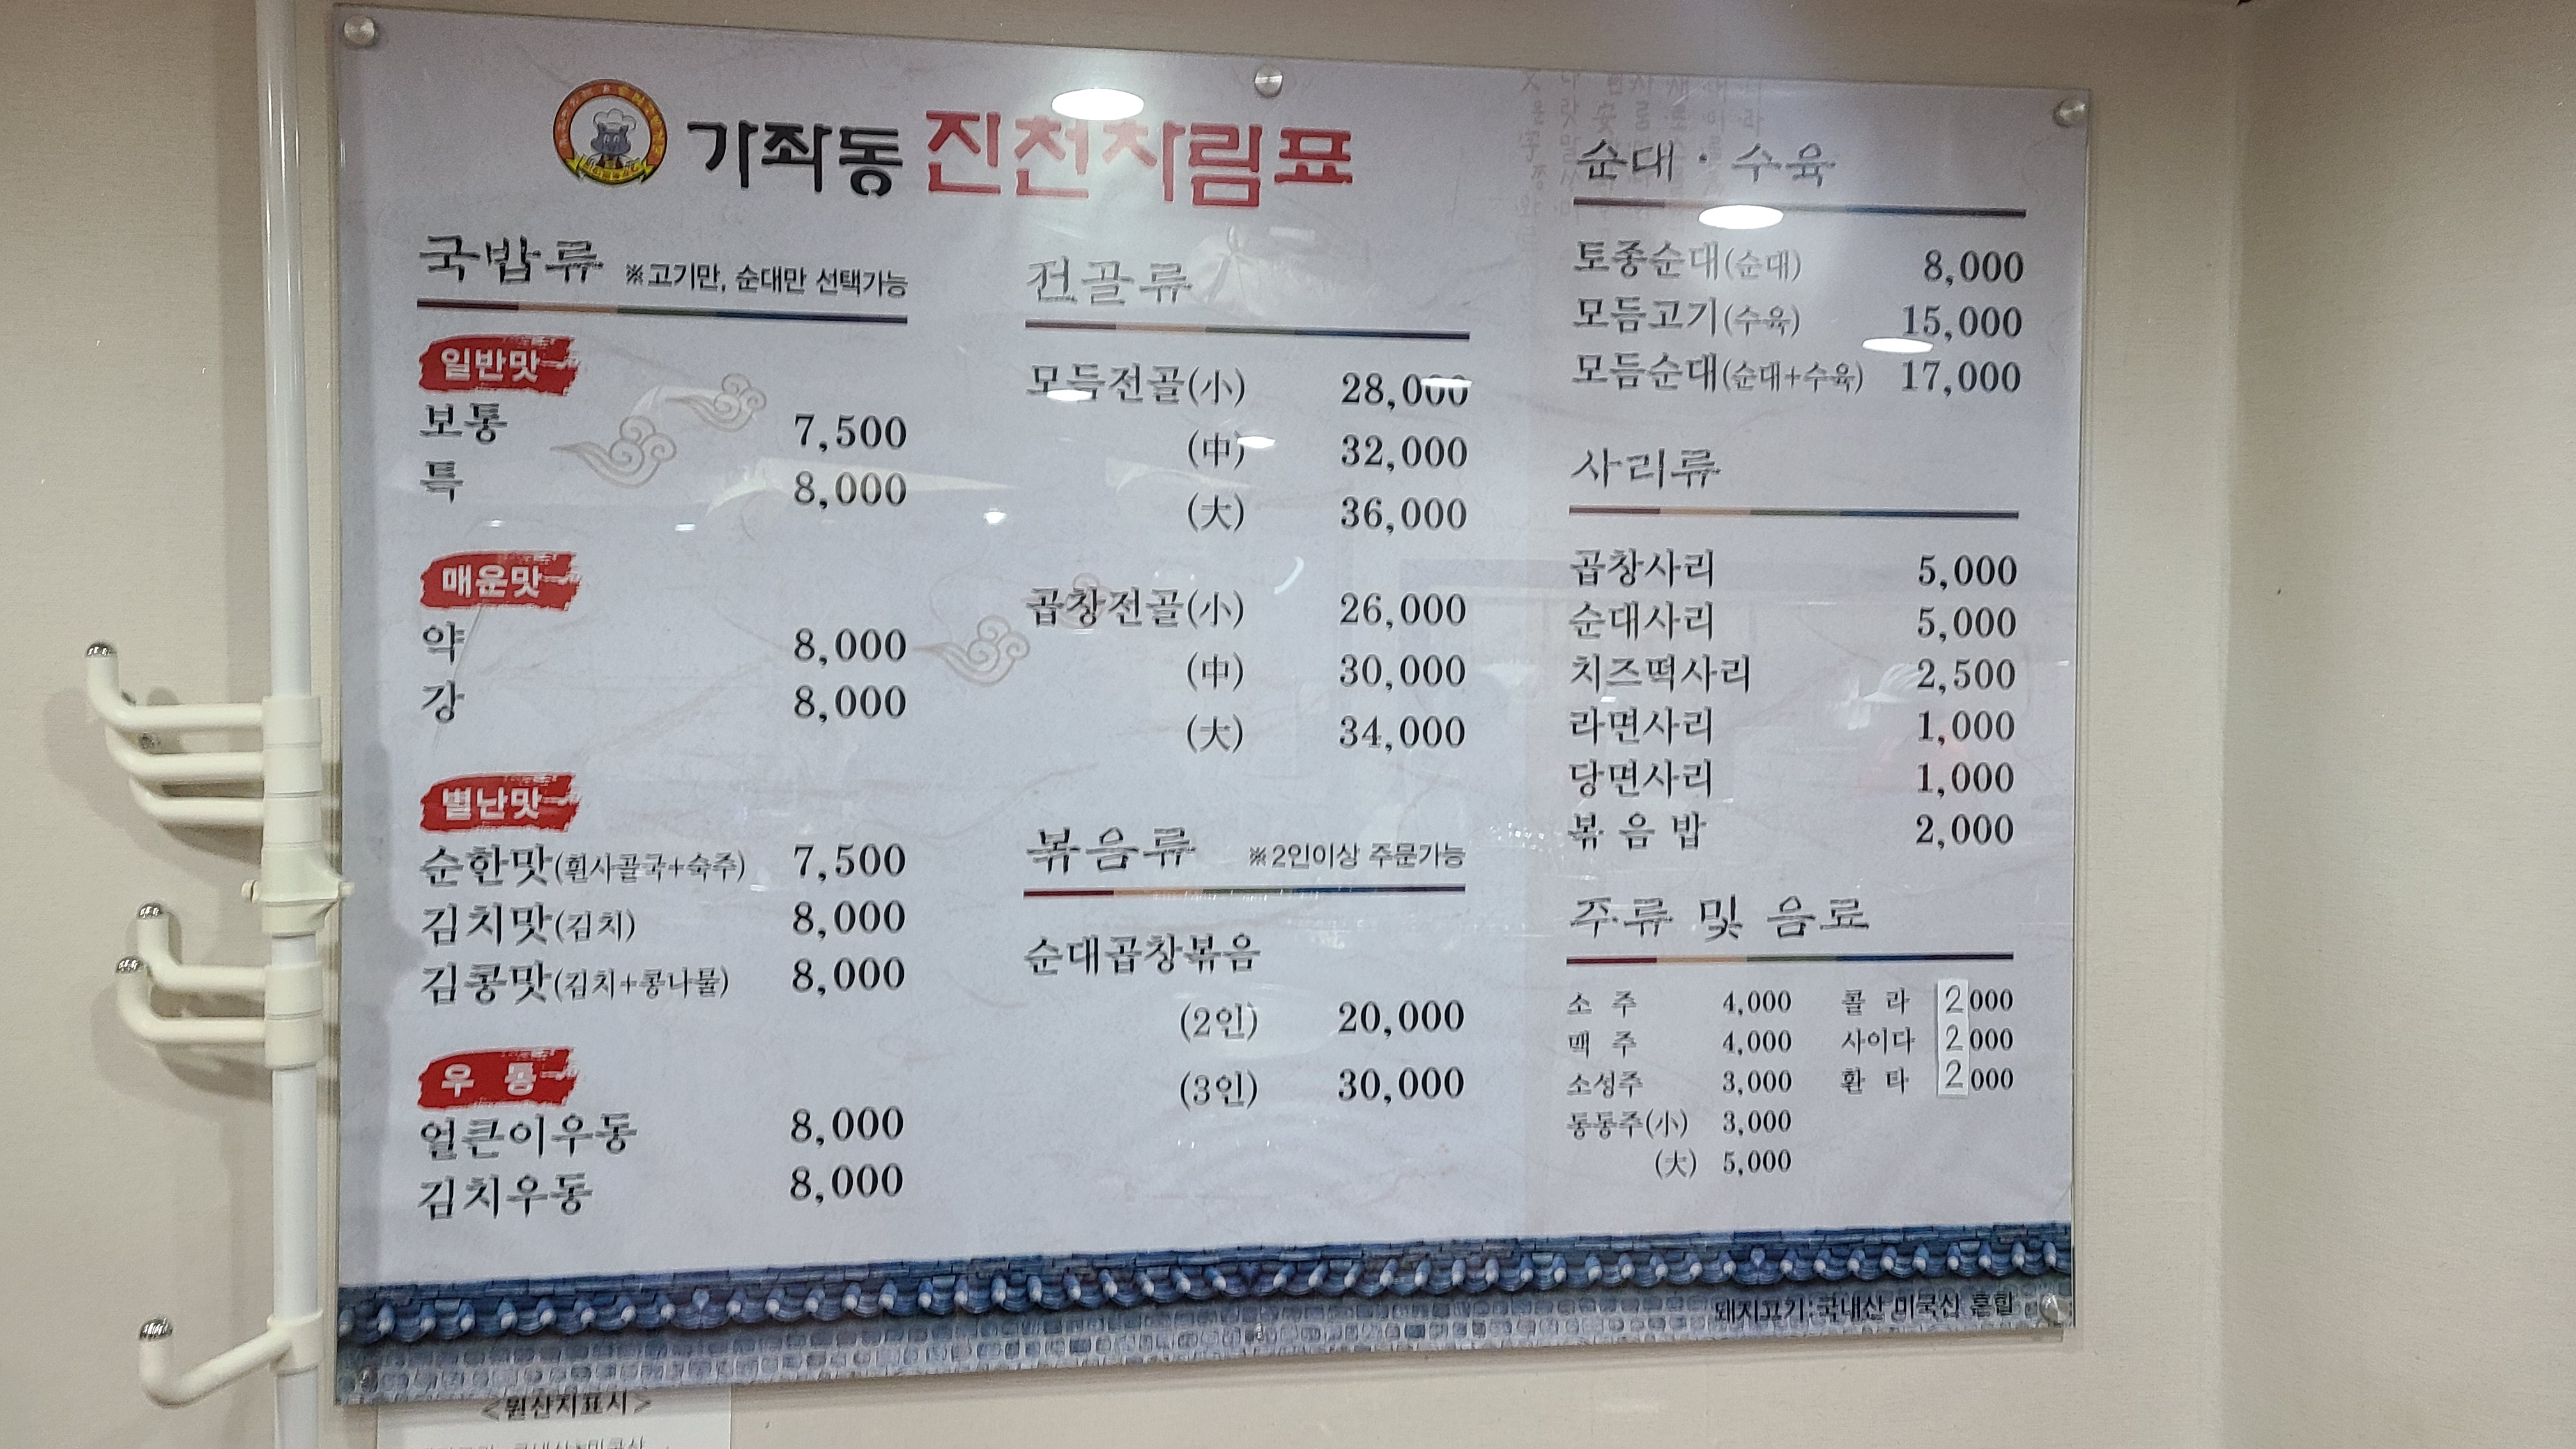 가좌동 진천차림표
국밥류 ※고기만, 순대만 선택가능
일반맛
보통 7,500
특 8,000
매운맛
약 8,000
강 8,000
별난맛
순한맛(흰사골국+숙주) 7,500
김치맛(김치) 8,000
김콩맛(김치+콩나물) 8,000
우 동
얼큰이우동 8,000
김치우동 8,000
전골류
모듬전골(小) 28,000
(中) 32,000
(大) 36,000
곱창전골(小) 26,000
(中) 30,000
(大) 34,000
볶음류 ※2인이상 주문가능
순대곱창볶음
(2인) 20,000
(3인) 30,000
순대·수육
토종순대(순대) 8,000
모듬고기(수육) 15,000
모듬순대(순대+수육) 17,000
사리류
곱창사리 5,000
순대사리 5,000
치즈떡사리 2,500
라면사리 1,000
당면사리 1,000
볶음밥 2,000
주류 및 음료
소 주 4,000 콜 라 2000
맥 주 4,000 사이다 2000
소성주 3,000 환 타 2000
동동주(小) 3,000
(大) 5,000
돼지고기:국내산 미국산 혼합
<원산지표시>